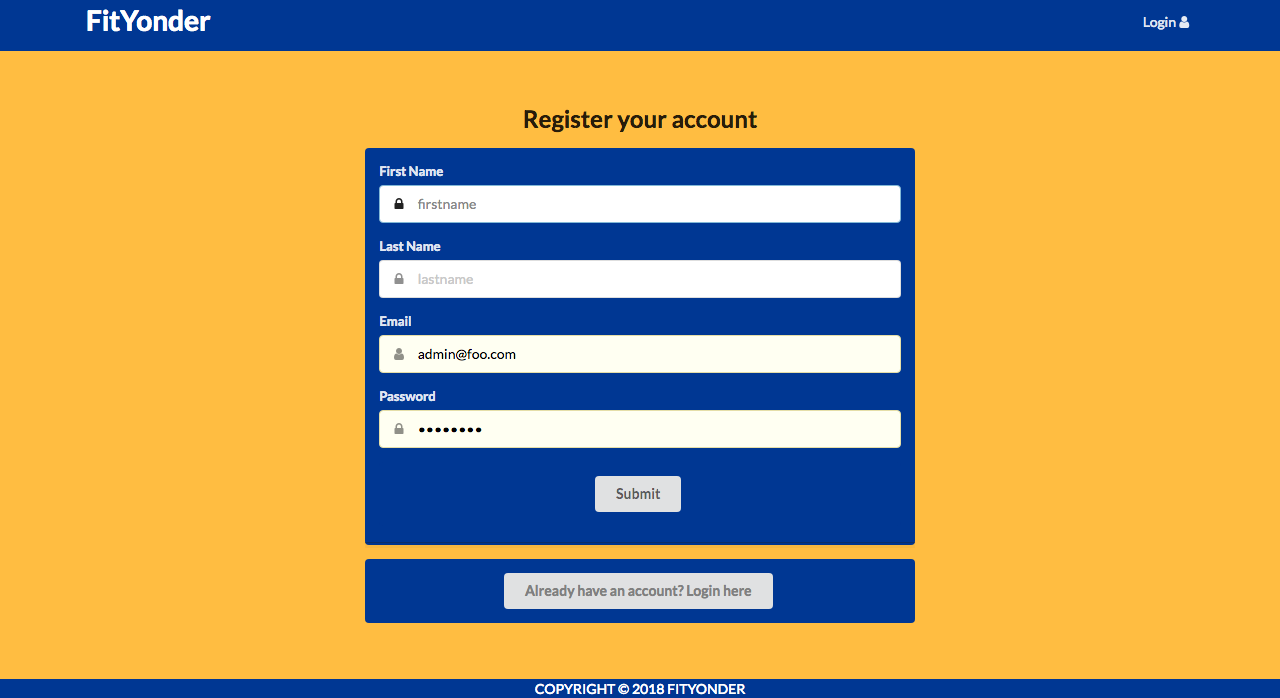 FitYonder
Login
Register your account
First Name
firstname
Last Name
lastname
Email
admin@foo.com
Password
••••••••
Submit
Already have an account? Login here
COPYRIGHT © 2018 FITYONDER